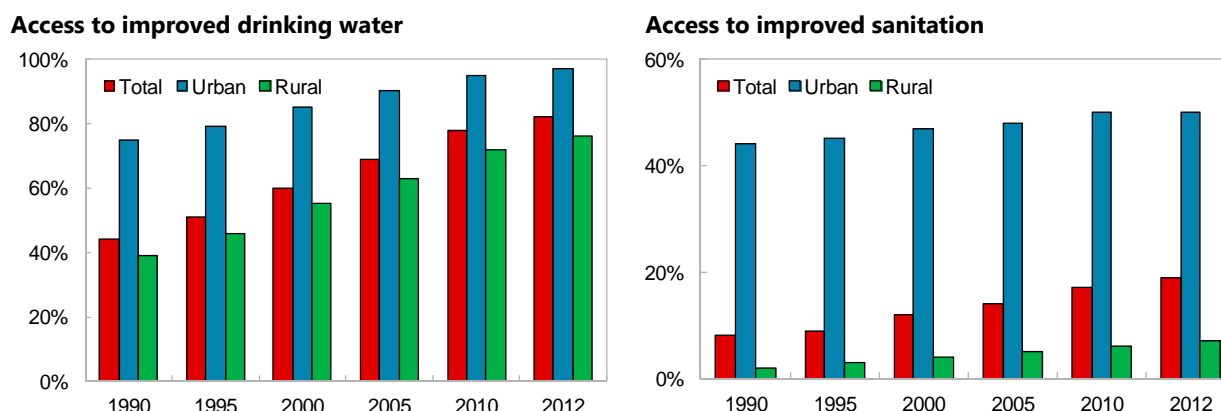 Access to improved drinking water
100%
80%
60%
40%
20%
0%
Total Urban Rural
1990 1995 2000 2005 2010 2012
Access to improved sanitation
60%
40%
20%
0%
Total Urban Rural
1990 1995 2000 2005 2010 2012